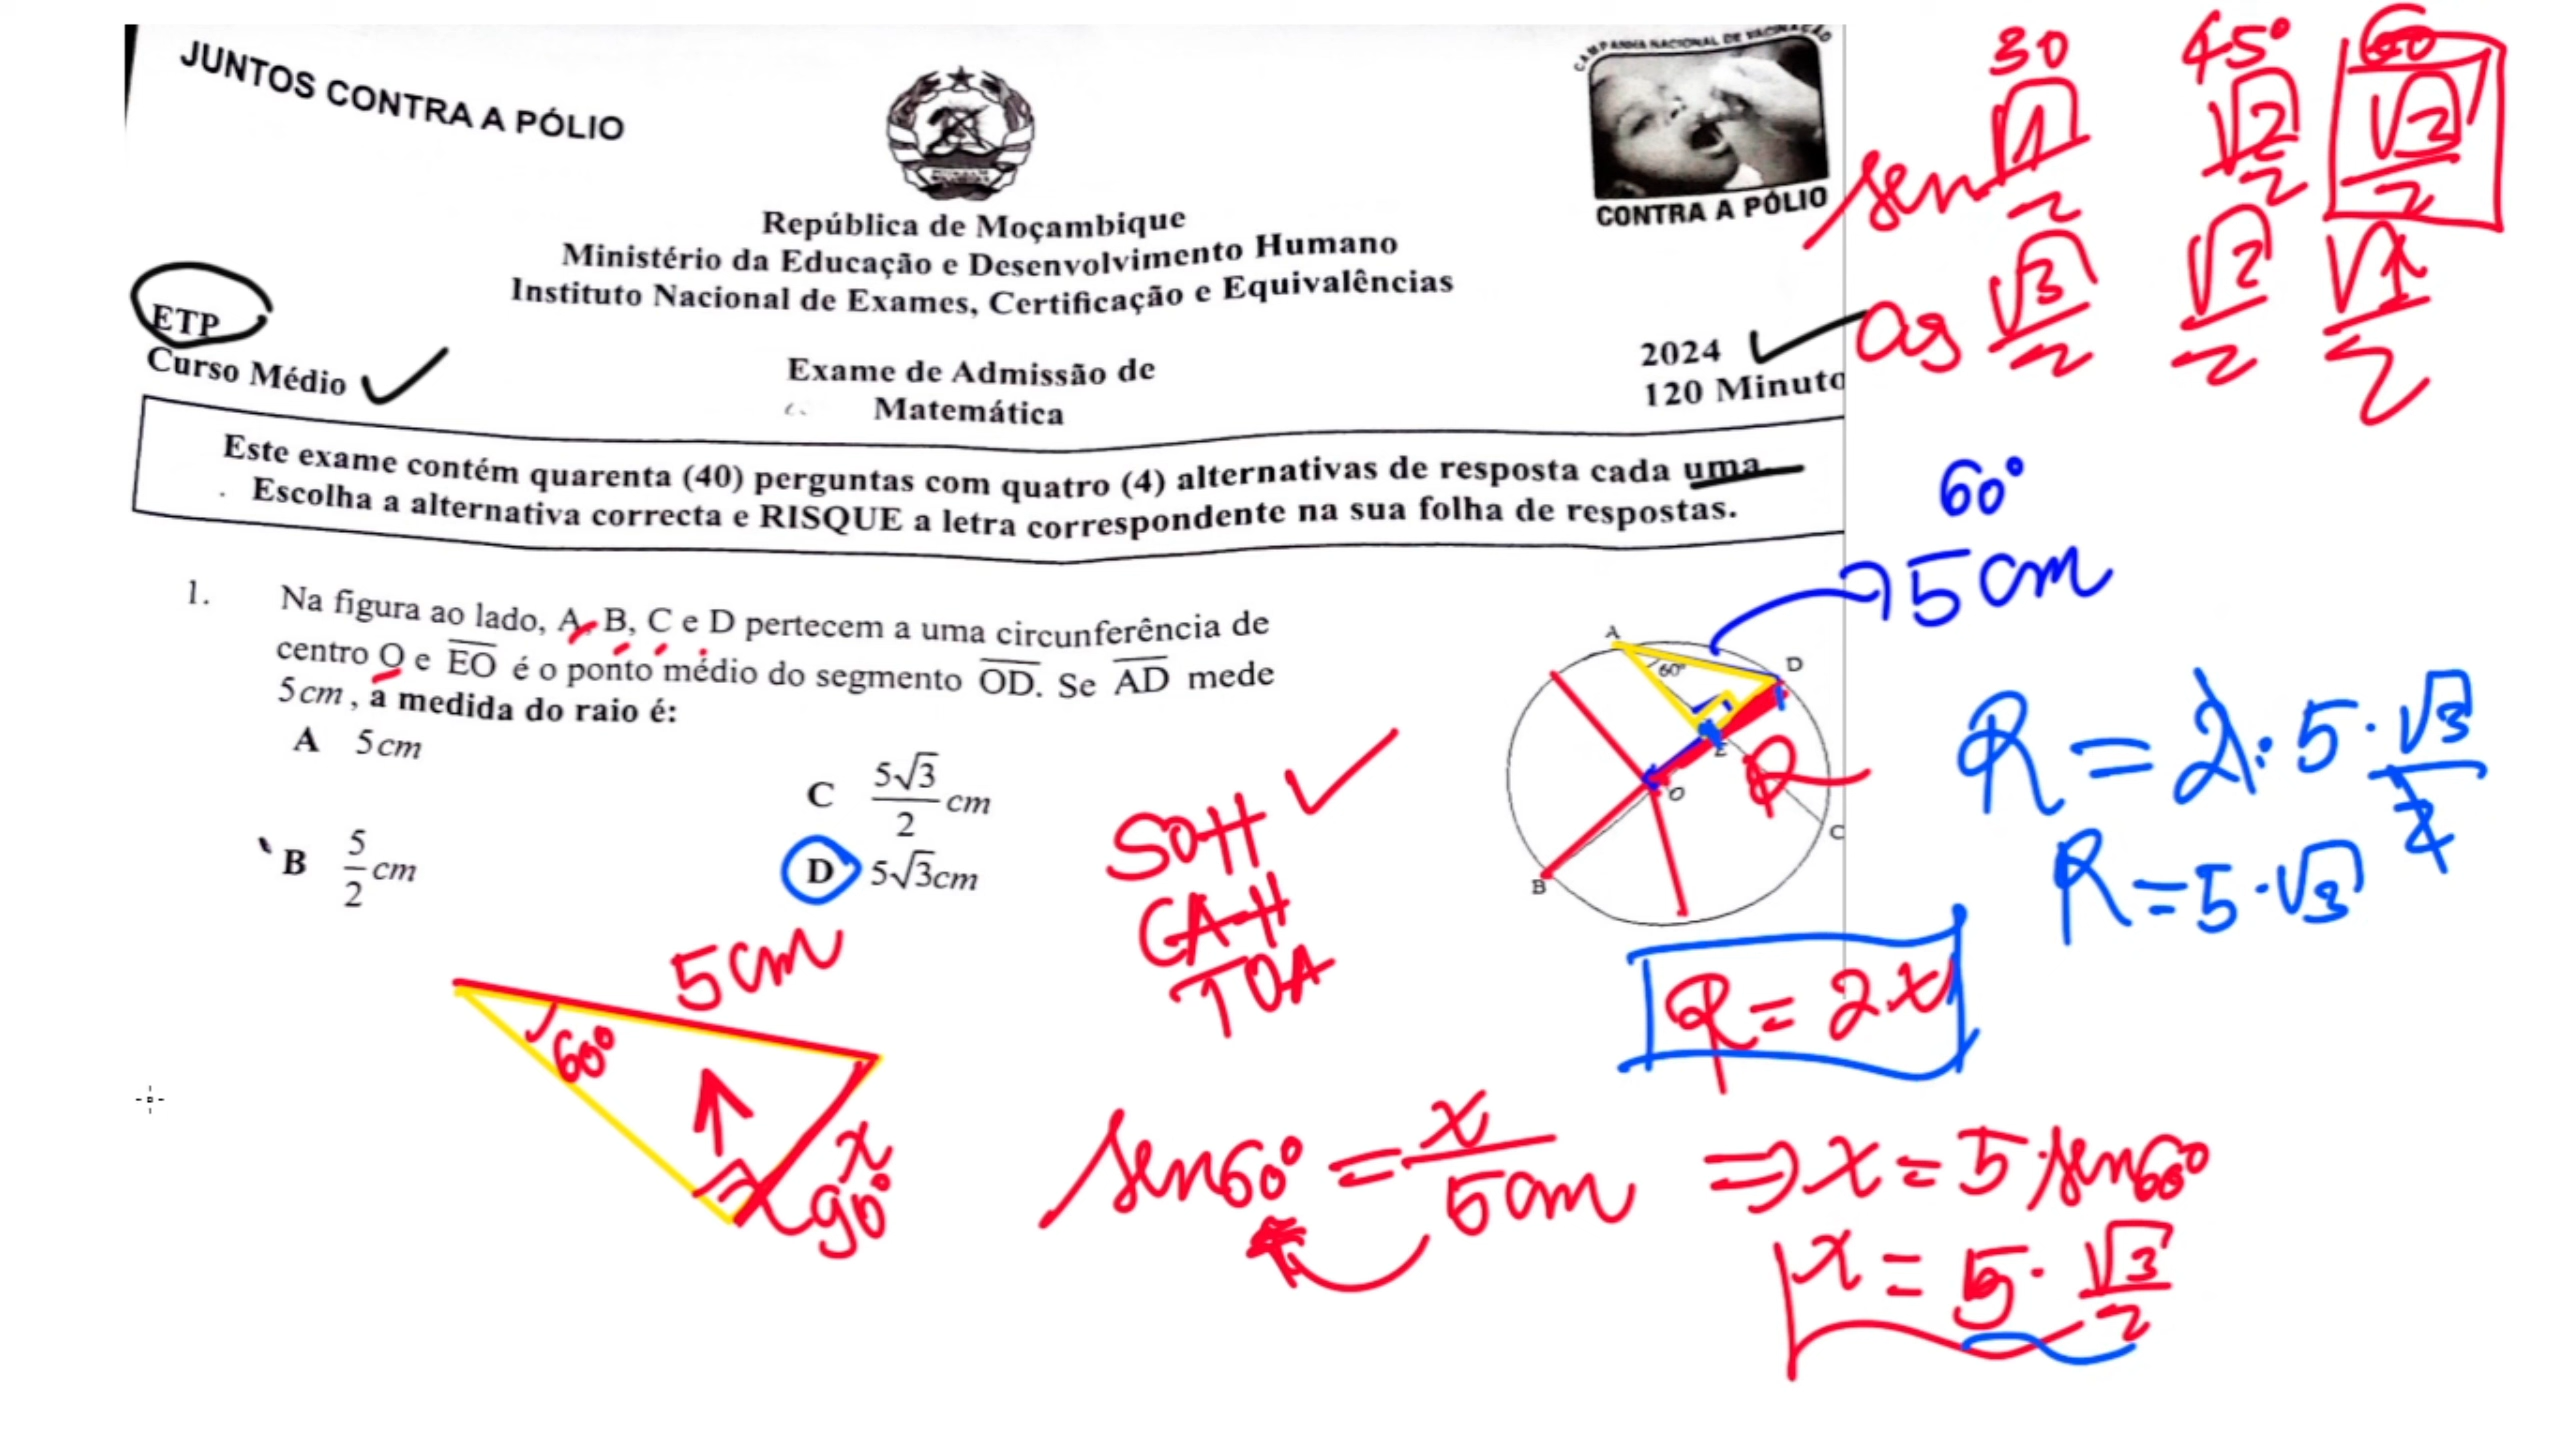 JUNTOS CONTRA A PÓLIO
CAMPANHA NACIONAL DE VACINAÇÃO
CONTRA A PÓLIO
República de Moçambique
Ministério da Educação e Desenvolvimento Humano
Instituto Nacional de Exames, Certificação e Equivalências
ETP
Curso Médio
Exame de Admissão de
Matemática
2024
120 Minuto
Este exame contém quarenta (40) perguntas com quatro (4) alternativas de resposta cada uma.
Escolha a alternativa correcta e RISQUE a letra correspondente na sua folha de respostas.
1. Na figura ao lado, A, B, C e D pertecem a uma circunferência de
centro O e EO é o ponto médio do segmento OD. Se AD mede
5cm, a medida do raio é:
A 5cm
B 5/2 cm
C 5√3/2 cm
D 5√3cm
A
60°
D
E
O
C
B
R
30 45° 60
sen √1/2 √2/2 √3/2
√3/2 √2/2 √1/2
60°
5cm
R = 2·5·√3/2
R = 5·√3
R = 2x
SOH
CAH
TOA
5cm
60°
x
90°
sen60° = x/5cm ⇒ x = 5·sen60°
x = 5·√3/2